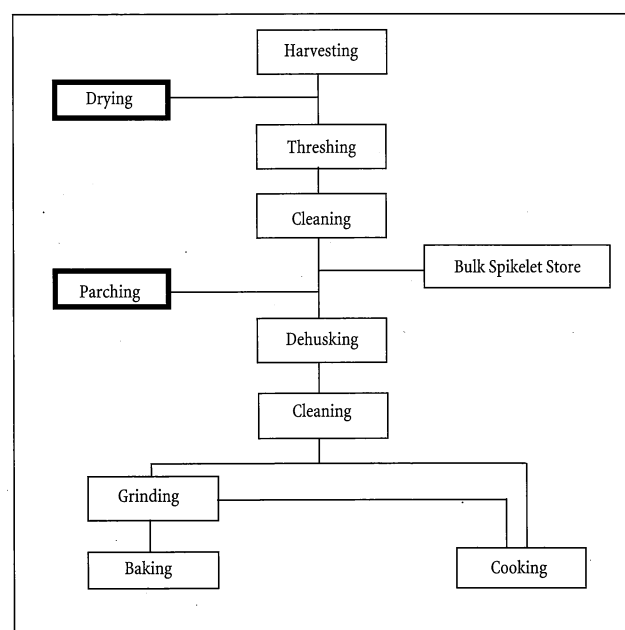 Harvesting
Drying
Threshing
Cleaning
Bulk Spikelet Store
Parching
Dehusking
Cleaning
Grinding
Baking
Cooking